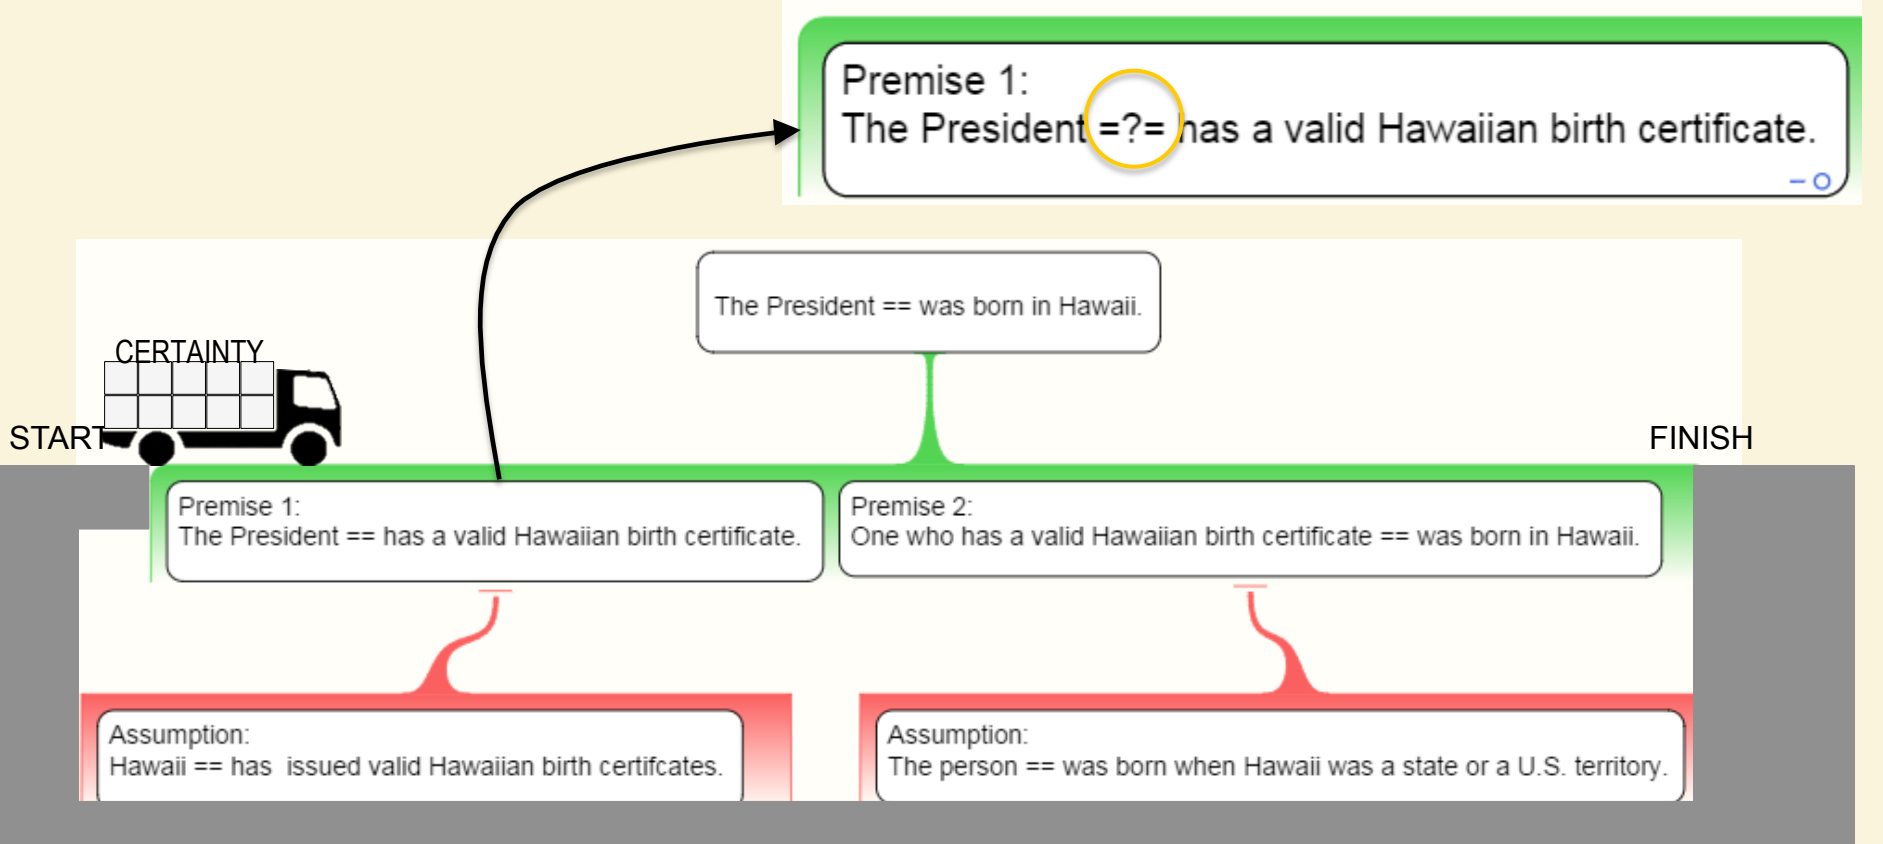 Premise 1:
The President =?= has a valid Hawaiian birth certificate.
The President == was born in Hawaii.
CERTAINTY
START
FINISH
Premise 1:
The President == has a valid Hawaiian birth certificate.
Premise 2:
One who has a valid Hawaiian birth certificate == was born in Hawaii.
Assumption:
Hawaii == has  issued valid Hawaiian birth certifcates.
Assumption:
The person == was born when Hawaii was a state or a U.S. territory.